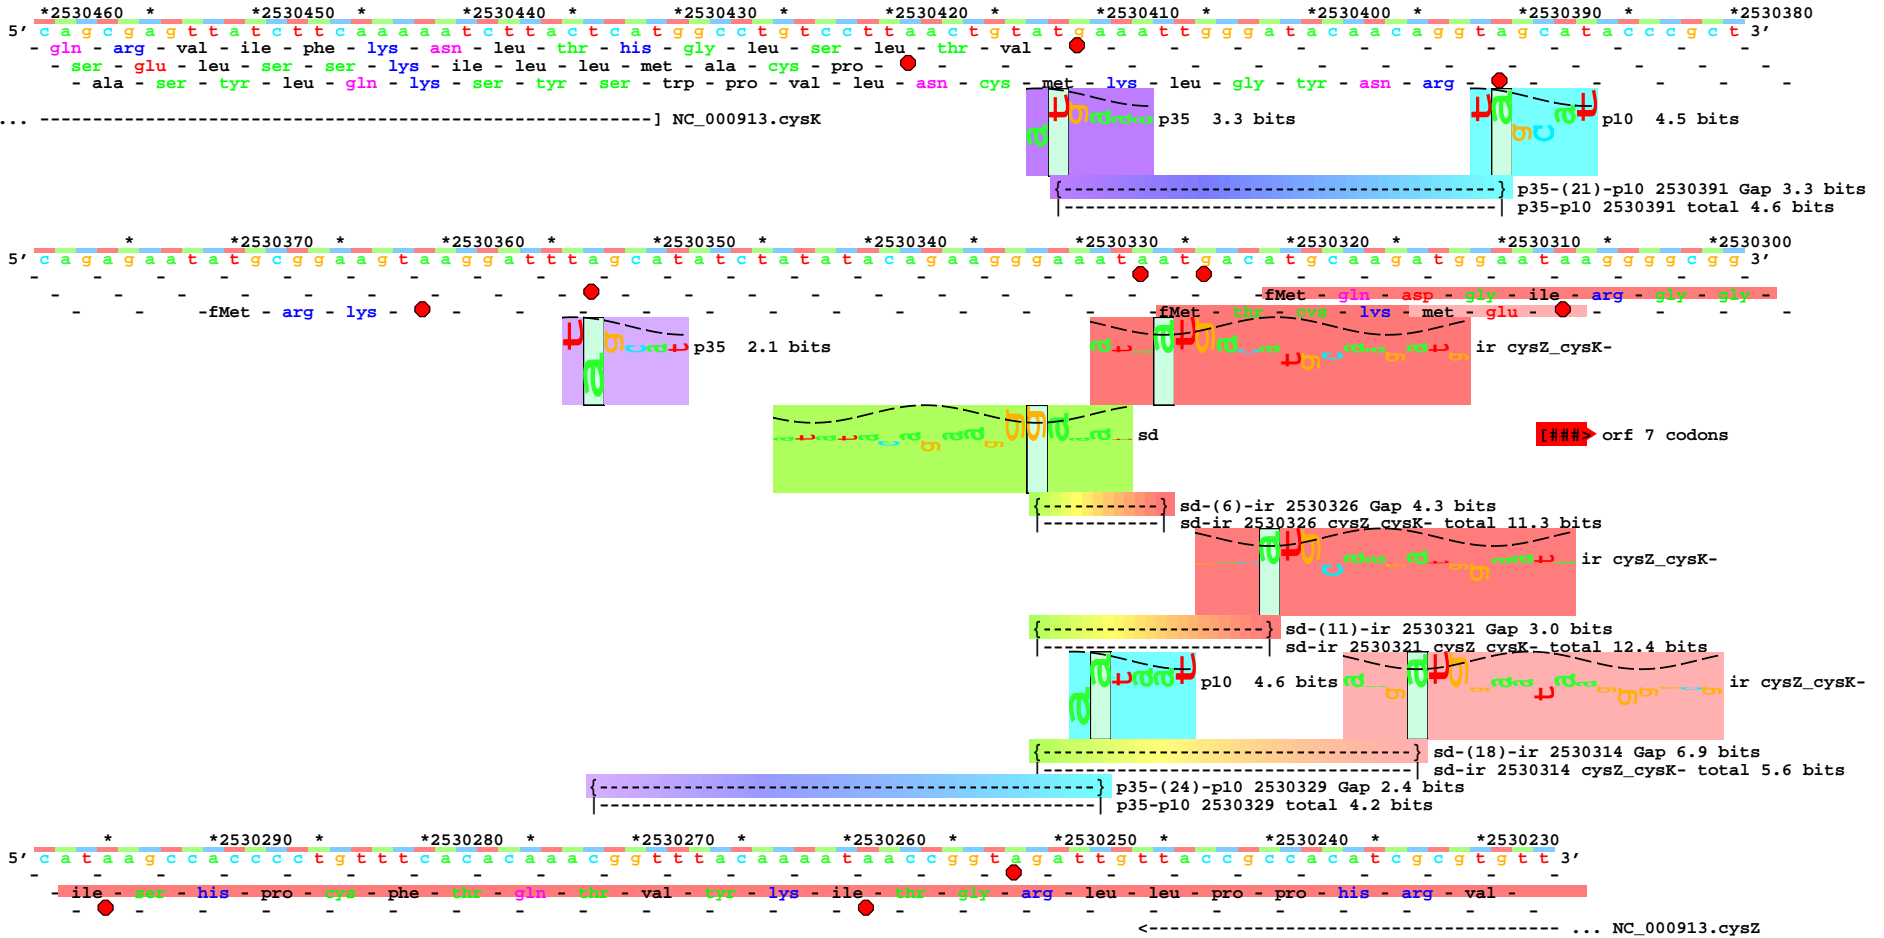 *2530460 * *2530450 * *2530440 * *2530430 * *2530420 * *2530410 * *2530400 * *2530390 * *2530380
5' c a g c g a g t t a t c t t c a a a a a t c t t a c t c a t g g c c t g t c c t t a a c t g t a t g a a a t t g g g a t a c a a c a g g t a g c a t a c c c g c t 3'
- gln - arg - val - ile - phe - lys - asn - leu - thr - his - gly - leu - ser - leu - thr - val - - - - - - - - - - - -
- ser - glu - leu - ser - ser - lys - ile - leu - leu - met - ala - cys - pro - - - - - - - - - - - - - - -
- ala - ser - tyr - leu - gln - lys - ser - tyr - ser - trp - pro - val - leu - asn - cys - met - lys - leu - gly - tyr - asn - arg - - - - - -
a t g a a a t p35 3.3 bits
t a g c a t p10 4.5 bits
... ----------------------------------------------------------] NC_000913.cysK
{-----------------------------------------} p35-(21)-p10 2530391 Gap 3.3 bits
|-----------------------------------------| p35-p10 2530391 total 4.6 bits
* *2530370 * *2530360 * *2530350 * *2530340 * *2530330 * *2530320 * *2530310 * *2530300
5' c a g a g a a t a t g c g g a a g t a a g g a t t t a g c a t a t c t a t a t a c a g a a g g g a a a t a a t g a c a t g c a a g a t g g a a t a a g g g g c g g 3'
-fMet - gln - asp - gly - ile - arg - gly - gly -
-fMet - arg - lys - fMet - thr - cys - lys - met - glu -
p35 2.1 bits
ir cysZ_cysK-
sd
[###> orf 7 codons
{-----------} sd-(6)-ir 2530326 Gap 4.3 bits
|-----------| sd-ir 2530326 cysZ_cysK- total 11.3 bits
ir cysZ_cysK-
{---------------------} sd-(11)-ir 2530321 Gap 3.0 bits
|---------------------| sd-ir 2530321 cysZ_cysK- total 12.4 bits
p10 4.6 bits
ir cysZ_cysK-
{-----------------------------------} sd-(18)-ir 2530314 Gap 6.9 bits
|-----------------------------------| sd-ir 2530314 cysZ_cysK- total 5.6 bits
{-----------------------------------------------} p35-(24)-p10 2530329 Gap 2.4 bits
|-----------------------------------------------| p35-p10 2530329 total 4.2 bits
* *2530290 * *2530280 * *2530270 * *2530260 * *2530250 * *2530240 * *2530230
5' c a t a a g c c a c c c c t g t t t c a c a c a a a c g g t t t a c a a a a t a a c c g g t a g a t t g t t a c c g c c a c a t c g c g t g t t 3'
- ile - ser - his - pro - cys - phe - thr - gln - thr - val - tyr - lys - ile - thr - gly - arg - leu - leu - pro - pro - his - arg - val -
<--------------------------------------- ... NC_000913.cysZ